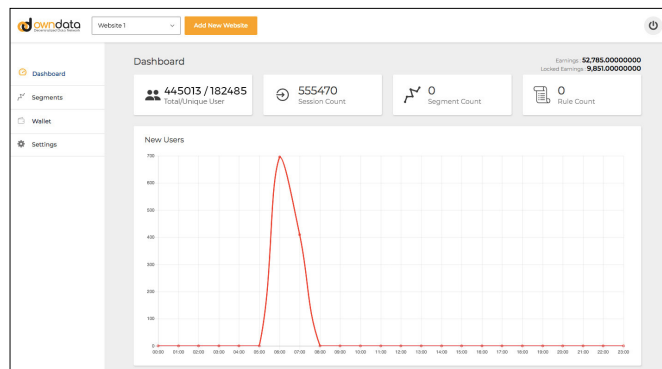 owndata
Decentralized Data Network
Website 1
Add New Website
Dashboard
Segments
Wallet
Settings
Dashboard
Earnings : 52,785.00000000
Locked Earnings : 9,851.00000000
445013 / 182485
Total/Unique User
555470
Session Count
0
Segment Count
0
Rule Count
New Users
700
600
500
400
300
200
100
0
00:00 01:00 02:00 03:00 04:00 05:00 06:00 07:00 08:00 09:00 10:00 11:00 12:00 13:00 14:00 15:00 16:00 17:00 18:00 19:00 20:00 21:00 22:00 23:00